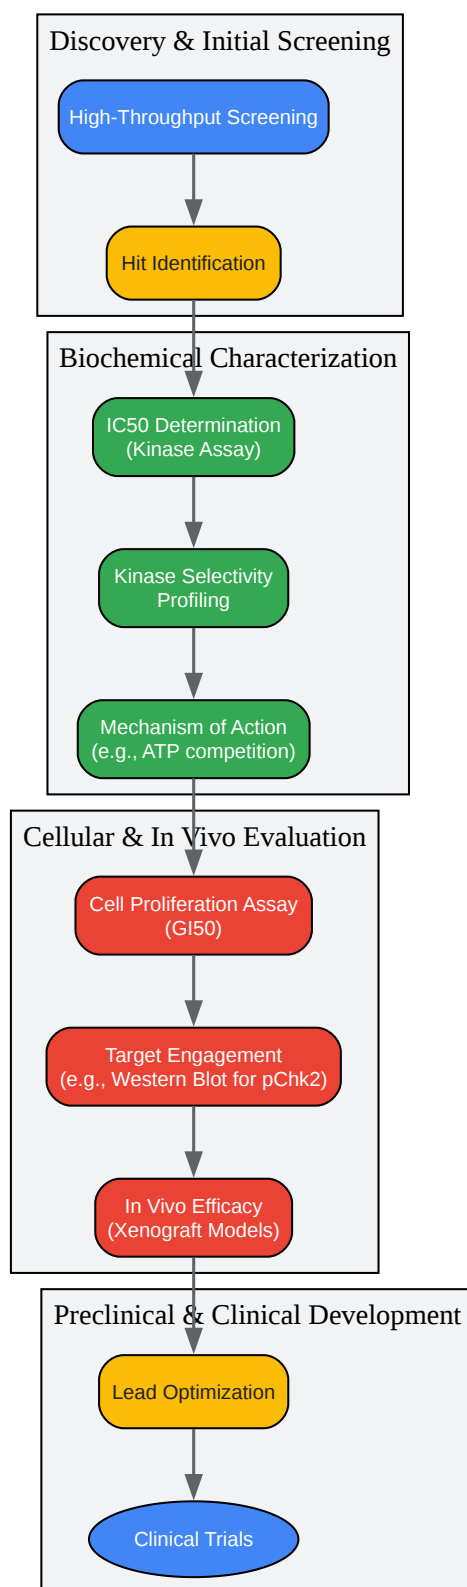 Discovery & Initial Screening
High-Throughput Screening
Hit Identification
Biochemical Characterization
IC50 Determination
(Kinase Assay)
Kinase Selectivity
Profiling
Mechanism of Action
(e.g., ATP competition)
Cellular & In Vivo Evaluation
Cell Proliferation Assay
(GI50)
Target Engagement
(e.g., Western Blot for pChk2)
In Vivo Efficacy
(Xenograft Models)
Preclinical & Clinical Development
Lead Optimization
Clinical Trials